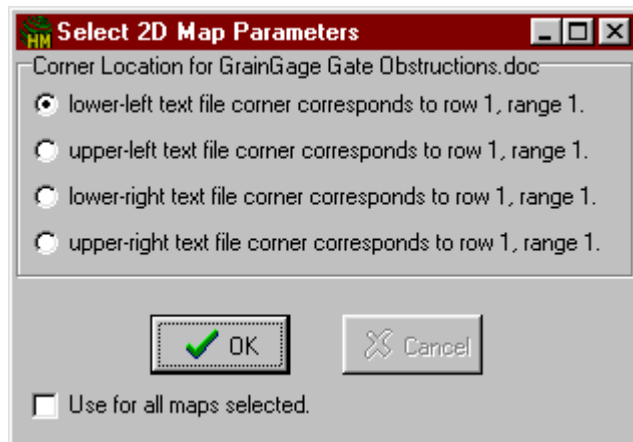 HM Select 2D Map Parameters
Corner Location for GrainGage Gate Obstructions.doc
lower-left text file corner corresponds to row 1, range 1.
upper-left text file corner corresponds to row 1, range 1.
lower-right text file corner corresponds to row 1, range 1.
upper-right text file corner corresponds to row 1, range 1.
OK Cancel
Use for all maps selected.